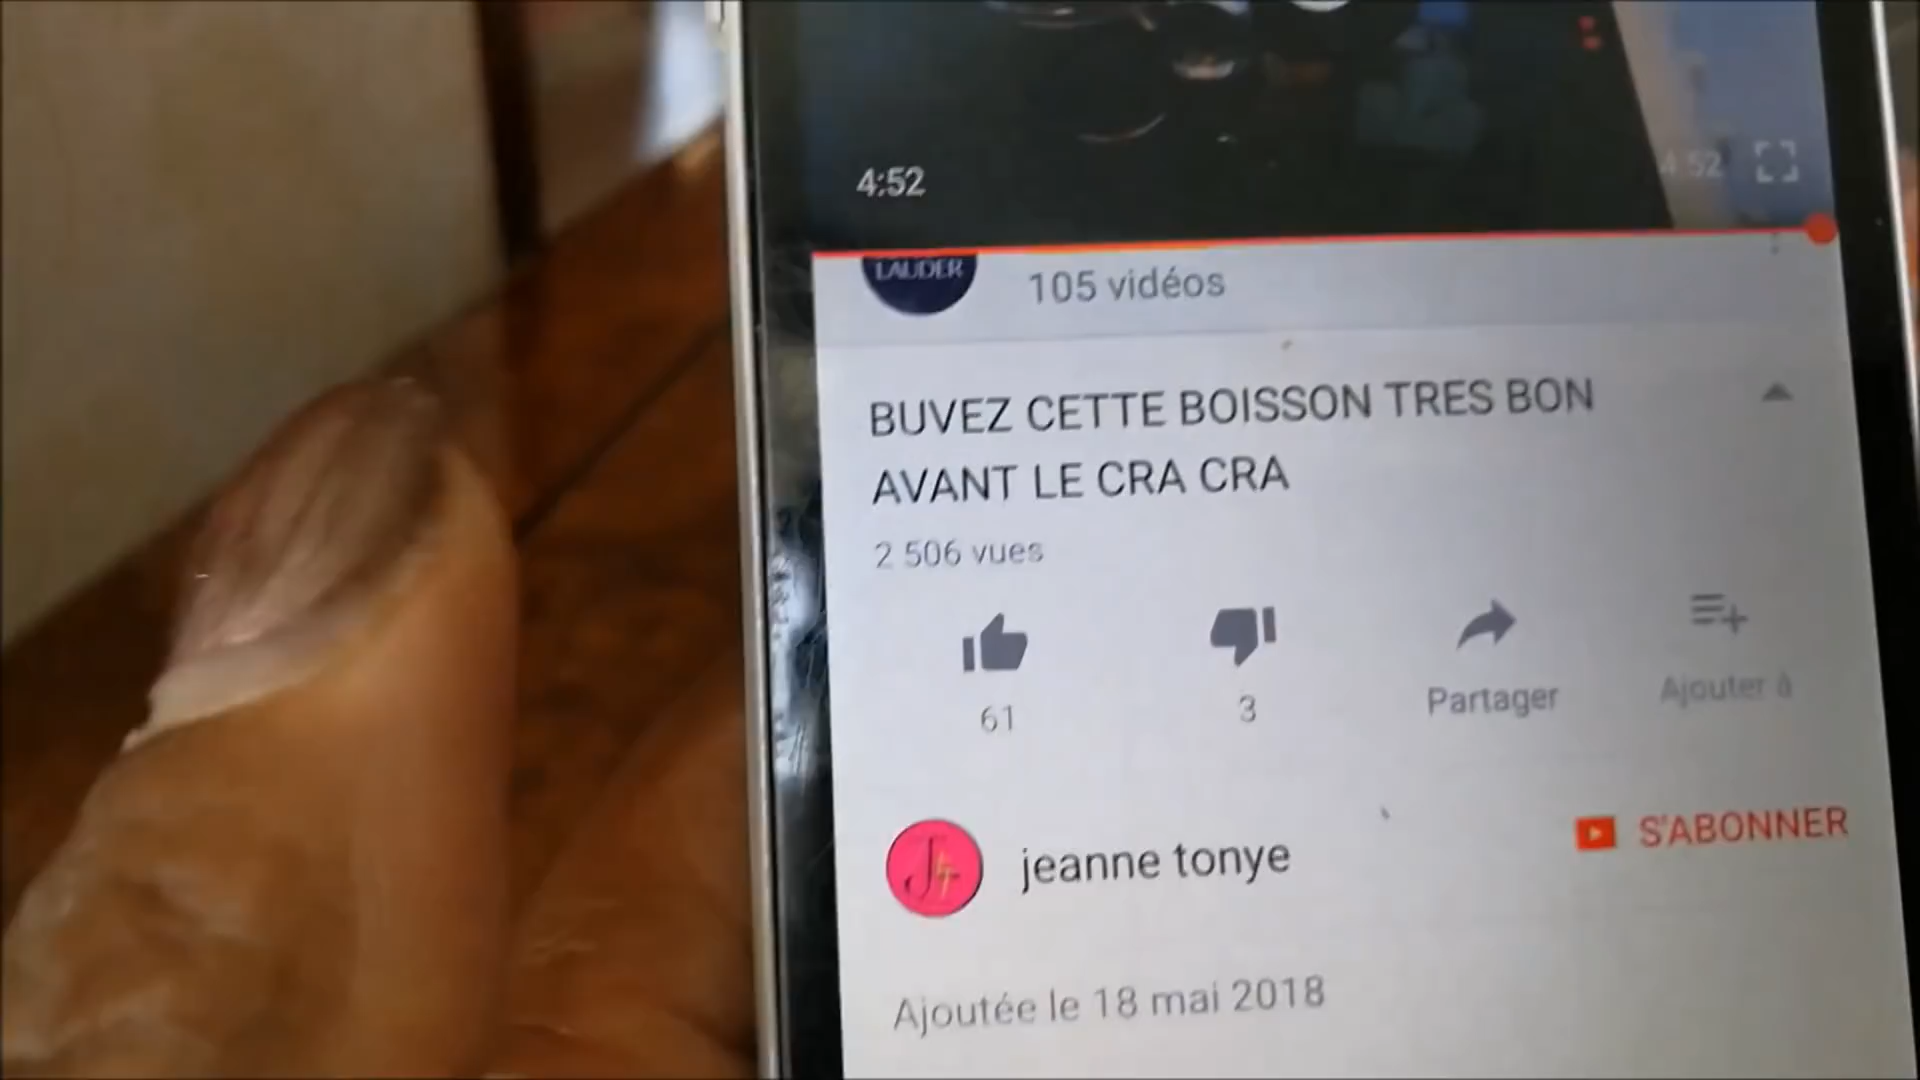 4:52
4:52
LAUDER
105 vidéos
BUVEZ CETTE BOISSON TRES BON
AVANT LE CRA CRA
2 506 vues
61
3
Partager
Ajouter à
jeanne tonye
S'ABONNER
Ajoutée le 18 mai 2018